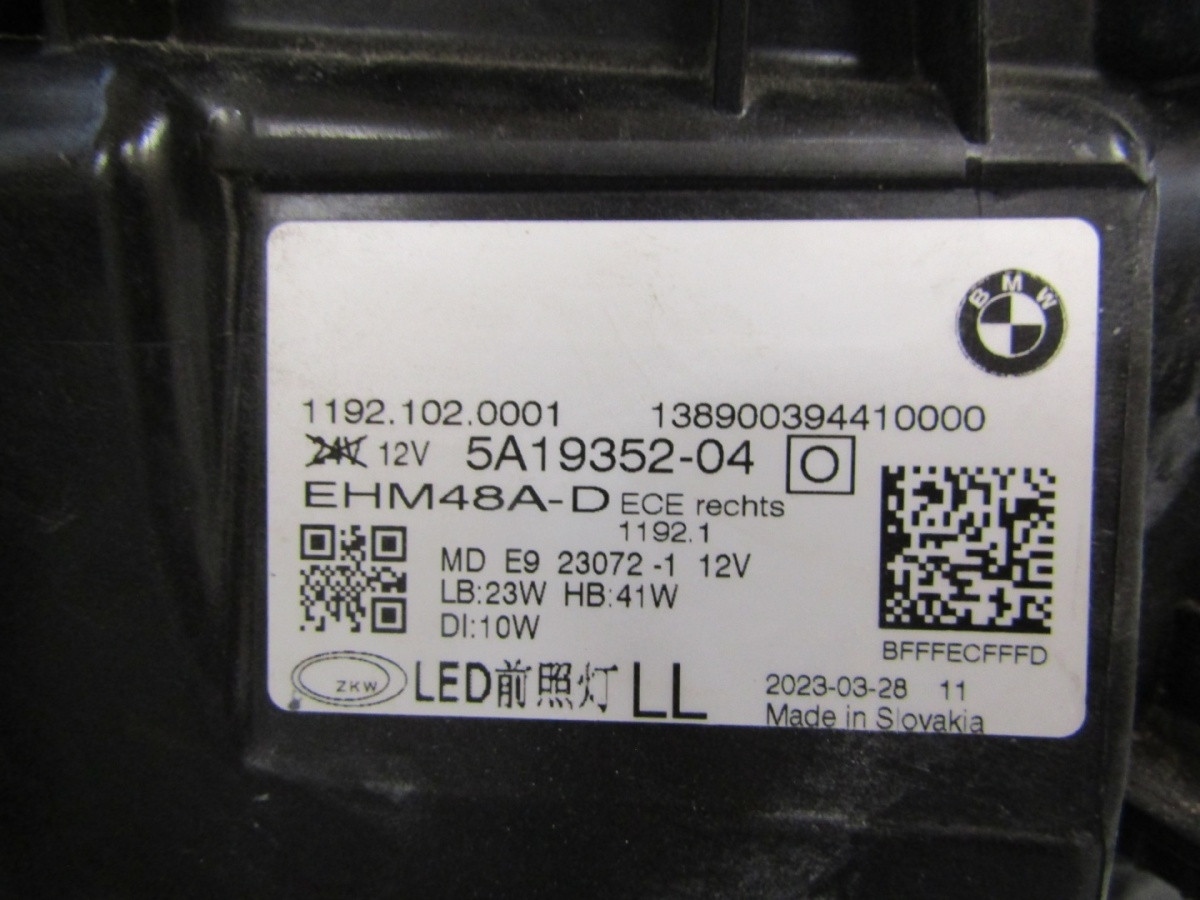 BMW
1192.102.0001 138900394410000
24V 12V 5A19352-04 O
EHM48A-D ECE rechts
1192.1
MD E9 23072 -1 12V
LB:23W HB:41W
DI:10W
BFFFECFFFD
ZKW LED前照灯 LL
2023-03-28 11
Made in Slovakia